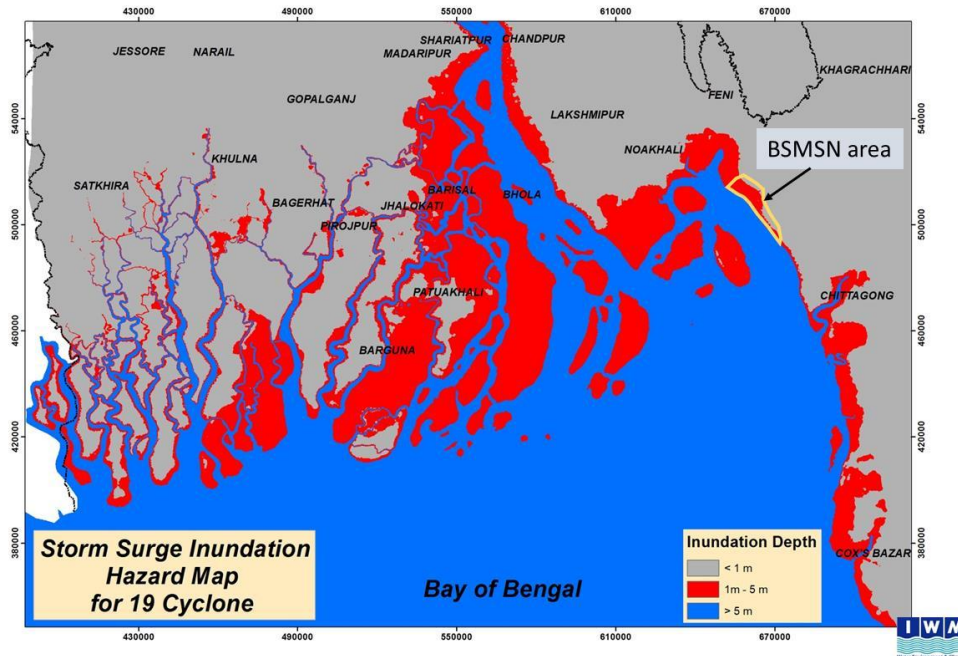 430000 490000 550000 610000 670000
SHARIATPUR CHANDPUR
JESSORE NARAIL MADARIPUR
KHAGRACHHARI
GOPALGANJ FENI
LAKSHMIPUR
540000 540000
NOAKHALI BSMSN area
KHULNA
SATKHIRA BARISAL BHOLA
BAGERHAT JHALOKATI
500000 PIROJPUR 500000
PATUAKHALI CHITTAGONG
460000 460000
BARGUNA
420000 420000
380000 380000
COX'S BAZAR
Storm Surge Inundation
Hazard Map
for 19 Cyclone
Bay of Bengal
Inundation Depth
< 1 m
1m - 5 m
> 5 m
430000 490000 550000 610000 670000
IWM